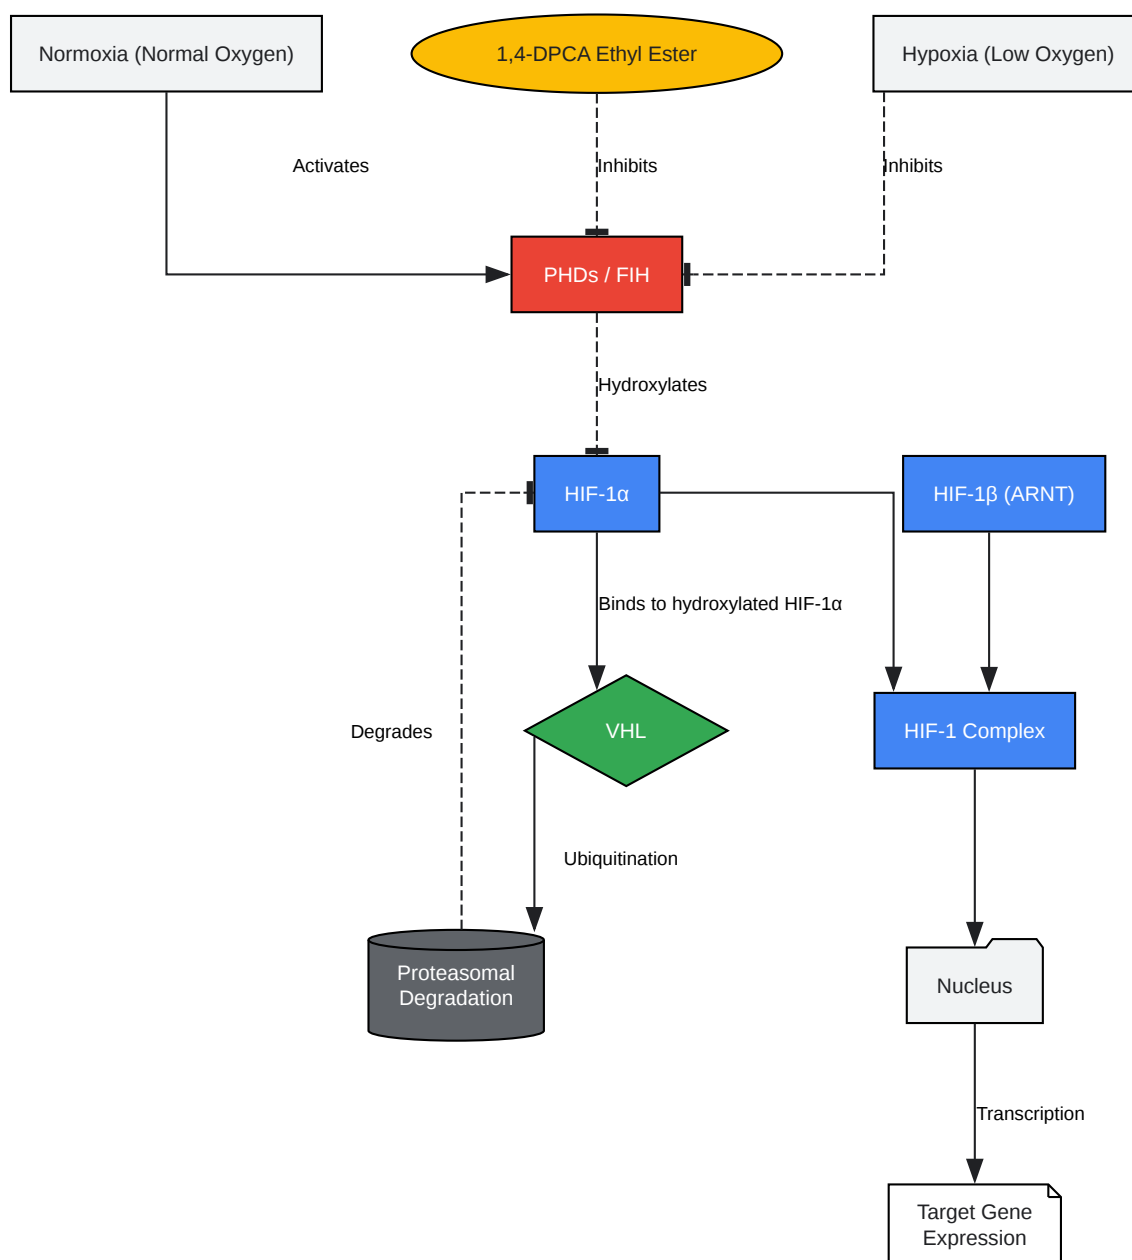 Normoxia (Normal Oxygen)
1,4-DPCA Ethyl Ester
Hypoxia (Low Oxygen)
Activates
Inhibits
Inhibits
PHDs / FIH
Hydroxylates
HIF-1α
HIF-1β (ARNT)
Binds to hydroxylated HIF-1α
Degrades
VHL
HIF-1 Complex
Ubiquitination
Proteasomal
Degradation
Nucleus
Transcription
Target Gene
Expression